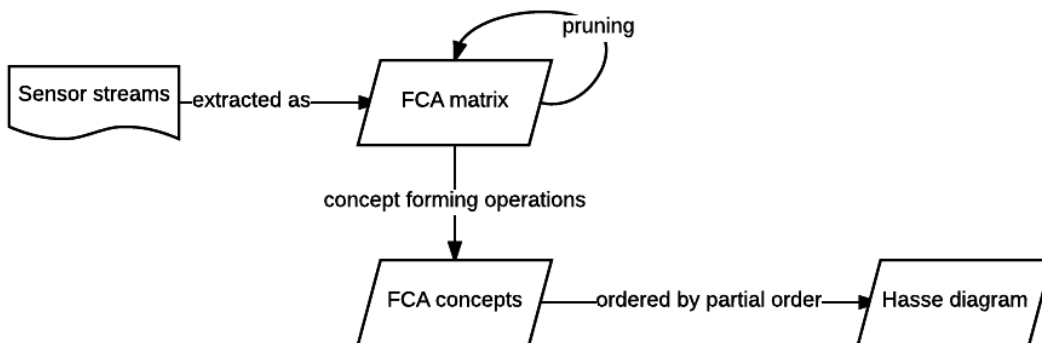 pruning
Sensor streams
extracted as
FCA matrix
concept forming operations
FCA concepts
ordered by partial order
Hasse diagram